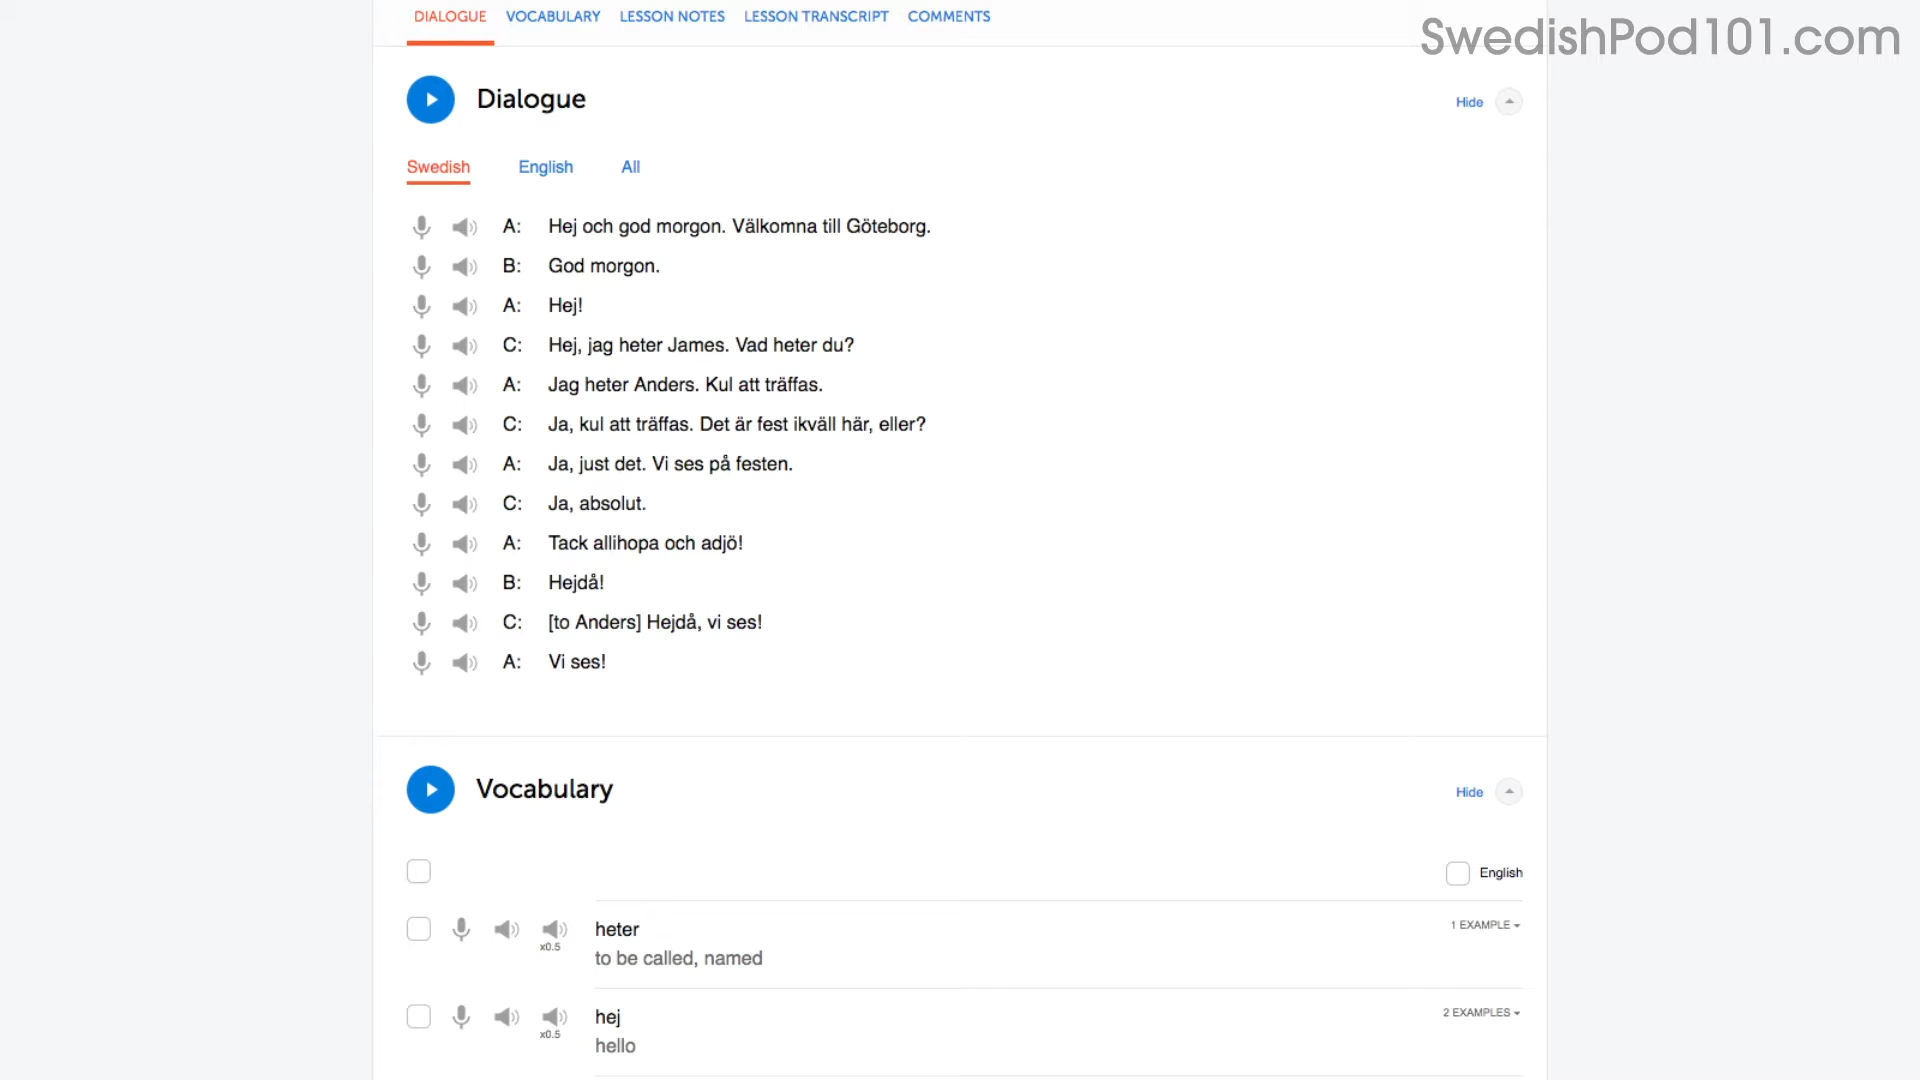 DIALOGUE VOCABULARY LESSON NOTES LESSON TRANSCRIPT COMMENTS
SwedishPod101.com
Dialogue
Hide
Swedish English All
A: Hej och god morgon. Välkomna till Göteborg.
B: God morgon.
A: Hej!
C: Hej, jag heter James. Vad heter du?
A: Jag heter Anders. Kul att träffas.
C: Ja, kul att träffas. Det är fest ikväll här, eller?
A: Ja, just det. Vi ses på festen.
C: Ja, absolut.
A: Tack allihopa och adjö!
B: Hejdå!
C: [to Anders] Hejdå, vi ses!
A: Vi ses!
Vocabulary
Hide
English
heter
1 EXAMPLE
x0.5
to be called, named
hej
2 EXAMPLES
x0.5
hello